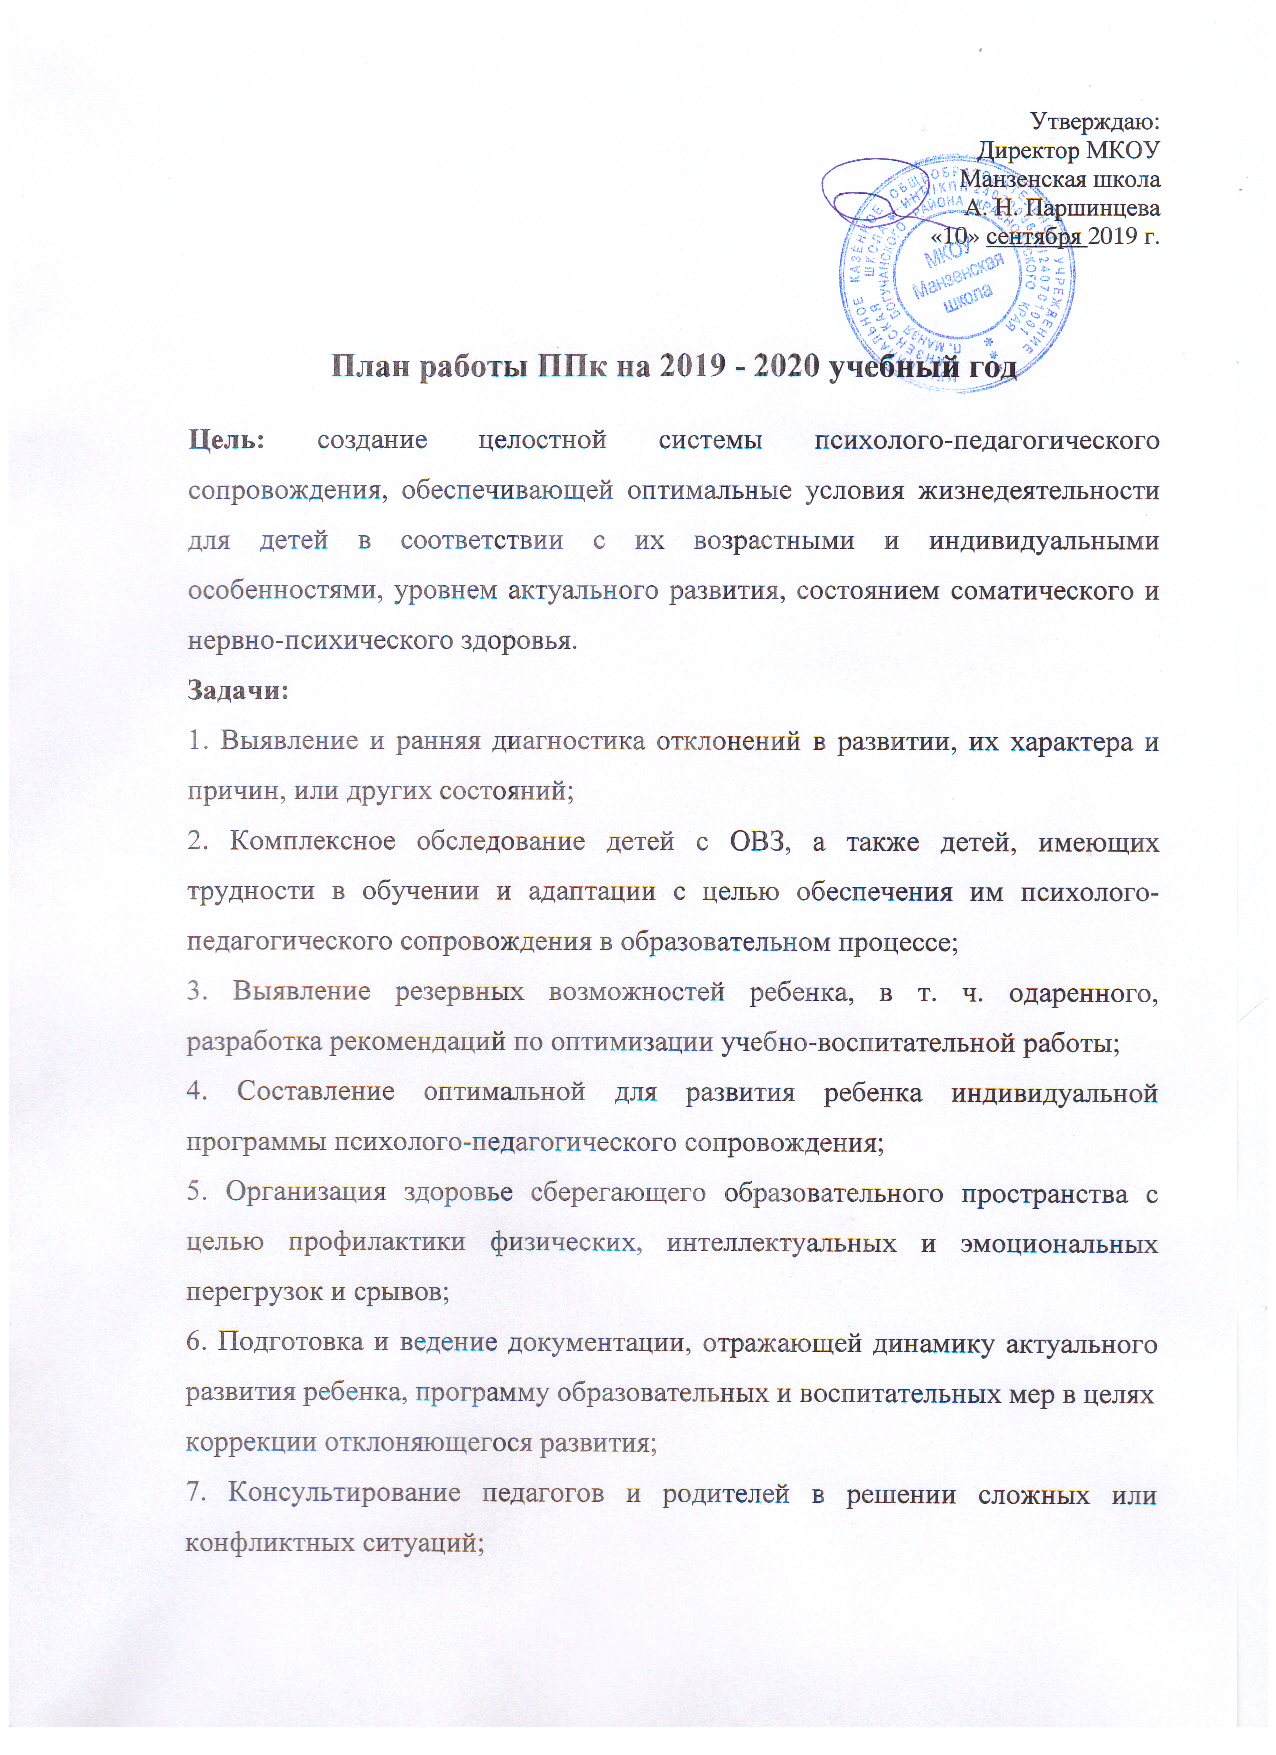 Утверждаю:
Директор МКОУ
Манзенская школа
А. Н. Паршинцева
«10» сентября 2019 г.
МКОУ
Манзенская
школа
План работы ППк на 2019 - 2020 учебный год
Цель: создание целостной системы психолого-педагогического
сопровождения, обеспечивающей оптимальные условия жизнедеятельности
для детей в соответствии с их возрастными и индивидуальными
особенностями, уровнем актуального развития, состоянием соматического и
нервно-психического здоровья.
Задачи:
1. Выявление и ранняя диагностика отклонений в развитии, их характера и
причин, или других состояний;
2. Комплексное обследование детей с ОВЗ, а также детей, имеющих
трудности в обучении и адаптации с целью обеспечения им психолого-
педагогического сопровождения в образовательном процессе;
3. Выявление резервных возможностей ребенка, в т. ч. одаренного,
разработка рекомендаций по оптимизации учебно-воспитательной работы;
4. Составление оптимальной для развития ребенка индивидуальной
программы психолого-педагогического сопровождения;
5. Организация здоровье сберегающего образовательного пространства с
целью профилактики физических, интеллектуальных и эмоциональных
перегрузок и срывов;
6. Подготовка и ведение документации, отражающей динамику актуального
развития ребенка, программу образовательных и воспитательных мер в целях
коррекции отклоняющегося развития;
7. Консультирование педагогов и родителей в решении сложных или
конфликтных ситуаций;